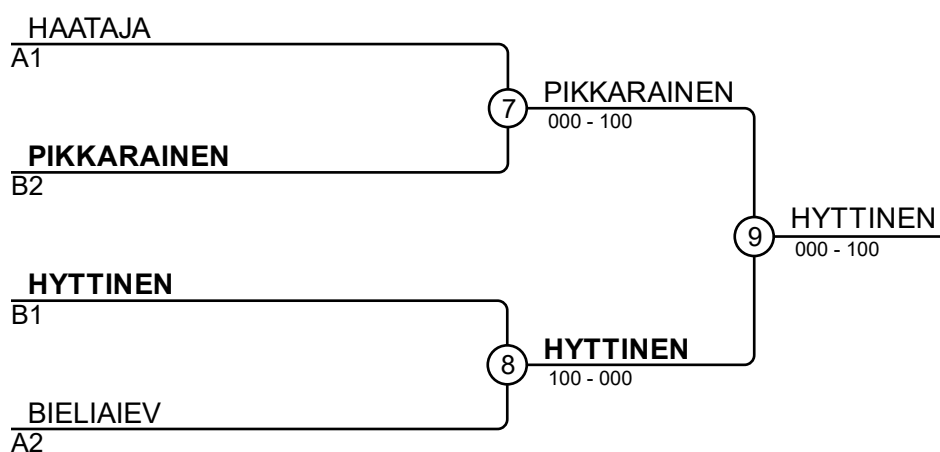 HAATAJA
A1
7
PIKKARAINEN
000 - 100
PIKKARAINEN
B2
9
HYTTINEN
000 - 100
HYTTINEN
B1
8
HYTTINEN
100 - 000
BIELIAIEV
A2